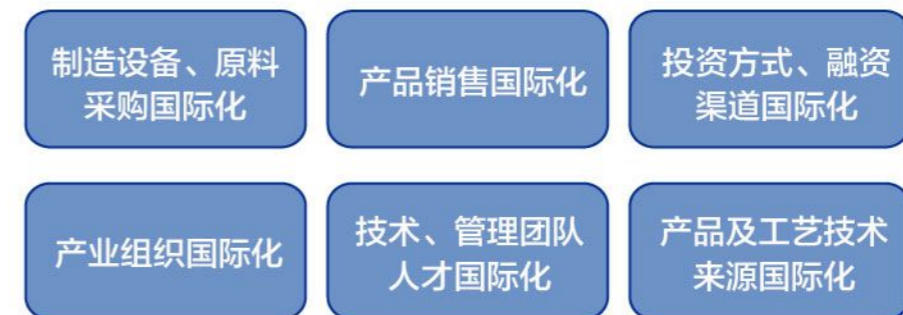 制造设备、原料
采购国际化
产品销售国际化
投资方式、融资
渠道国际化
产业组织国际化
技术、管理团队
人才国际化
产品及工艺技术
来源国际化